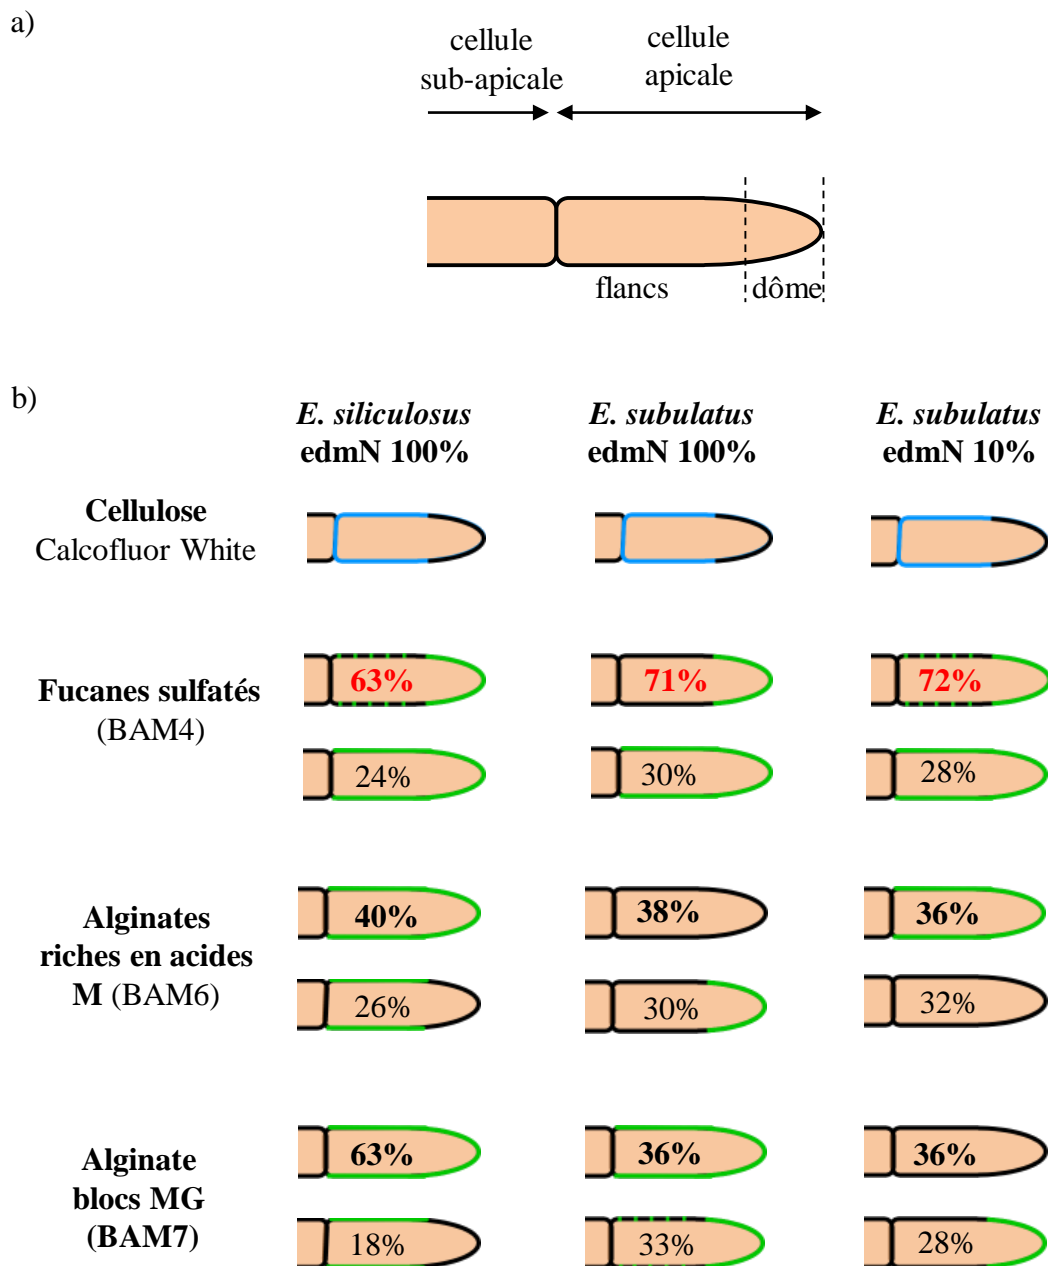 a)
cellule
sub-apicale
cellule
apicale
flancs
dôme
b)
E. siliculosus
edmN 100%
E. subulatus
edmN 100%
E. subulatus
edmN 10%
Cellulose
Calcofluor White
Fucanes sulfatés
(BAM4)
63%
71%
72%
24%
30%
28%
Alginates
riches en acides
M (BAM6)
40%
38%
36%
26%
30%
32%
Alginate
blocs MG
(BAM7)
63%
36%
36%
18%
33%
28%